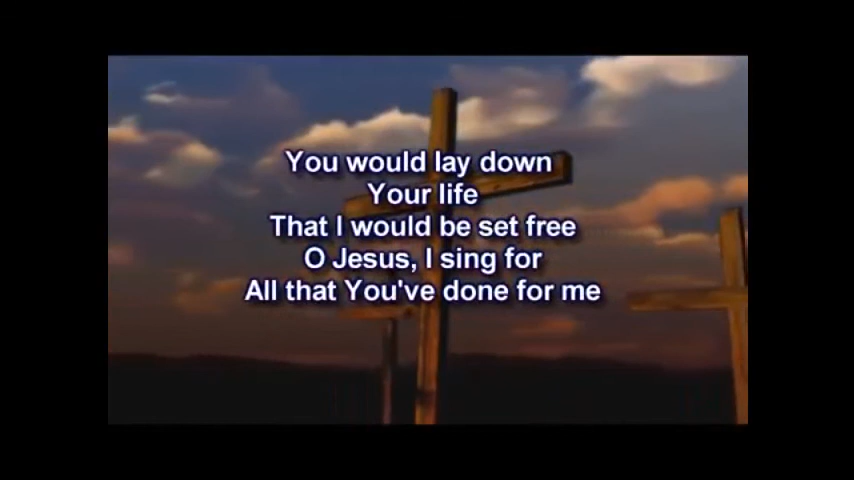 You would lay down
Your life
That I would be set free
O Jesus, I sing for
All that You've done for me